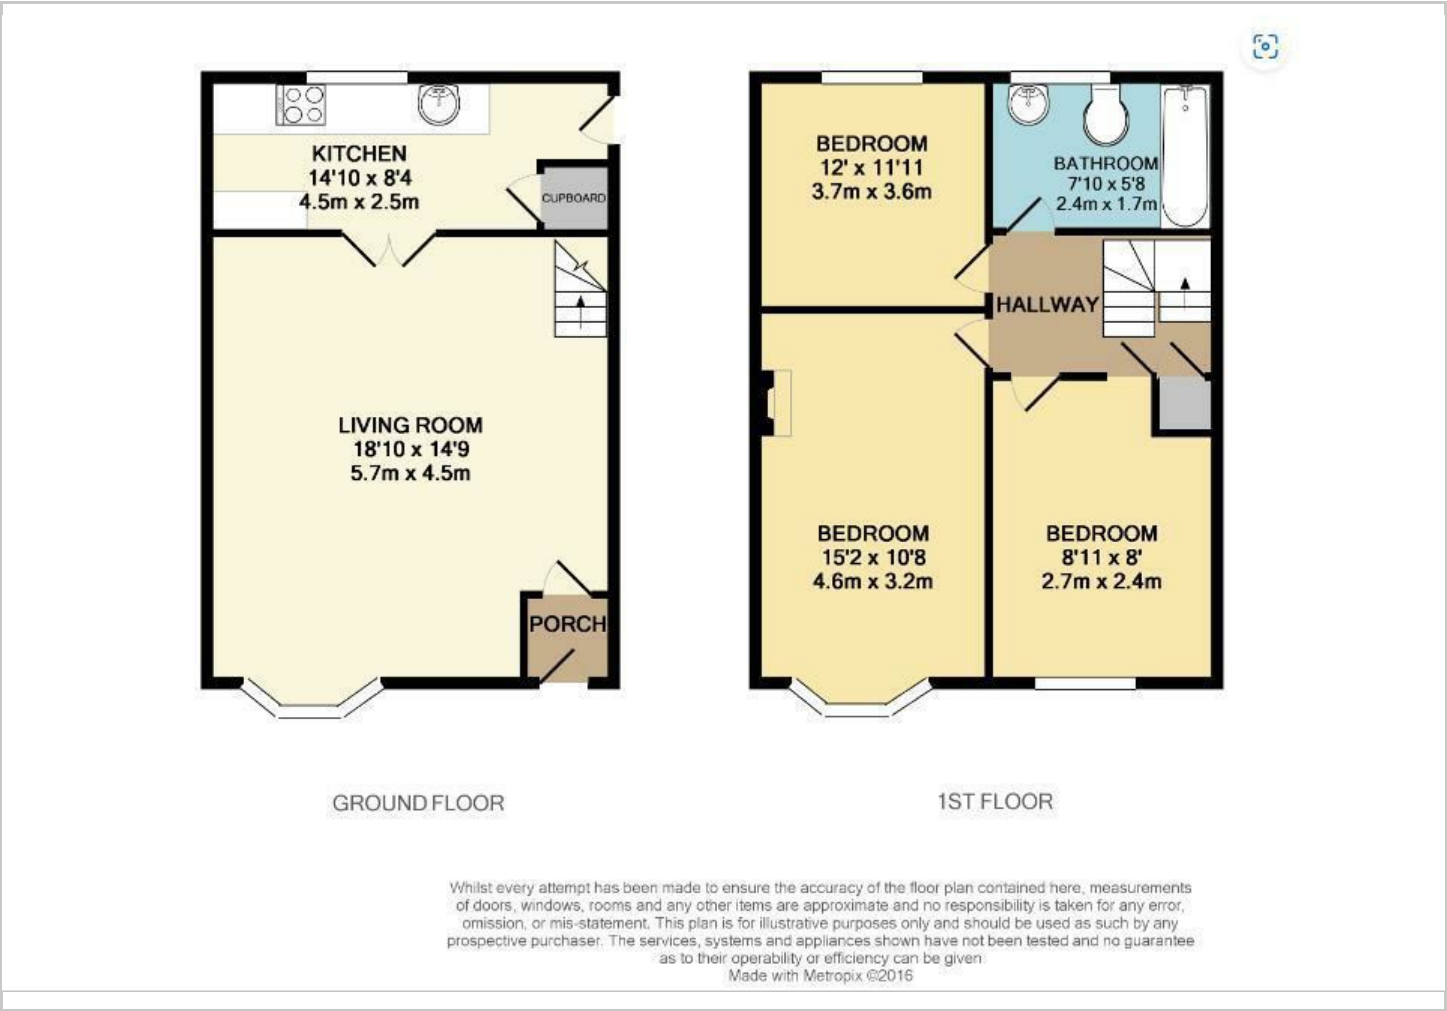 KITCHEN
14'10 x 8'4
4.5m x 2.5m
CUPBOARD
LIVING ROOM
18'10 x 14'9
5.7m x 4.5m
PORCH
GROUND FLOOR
BEDROOM
12' x 11'11
3.7m x 3.6m
BATHROOM
7'10 x 5'8
2.4m x 1.7m
HALLWAY
BEDROOM
15'2 x 10'8
4.6m x 3.2m
BEDROOM
8'11 x 8'
2.7m x 2.4m
1ST FLOOR
Whilst every attempt has been made to ensure the accuracy of the floor plan contained here, measurements
of doors, windows, rooms and any other items are approximate and no responsibility is taken for any error,
omission, or mis-statement. This plan is for illustrative purposes only and should be used as such by any
prospective purchaser. The services, systems and appliances shown have not been tested and no guarantee
as to their operability or efficiency can be given
Made with Metropix ©2016